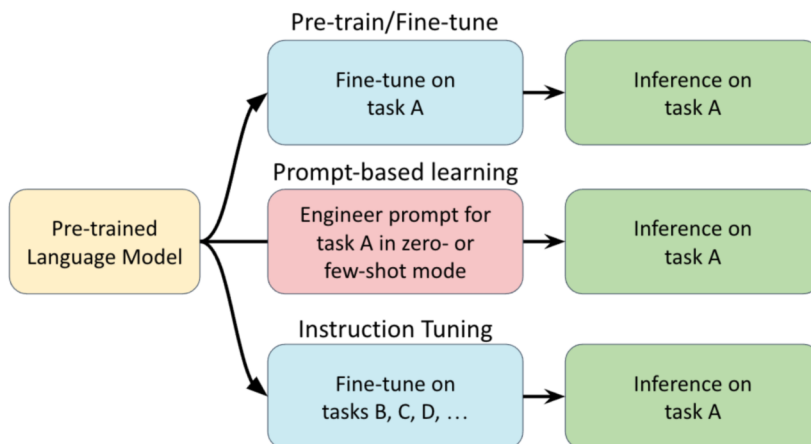 Pre-train/Fine-tune
Fine-tune on
task A
Inference on
task A
Prompt-based learning
Pre-trained
Language Model
Engineer prompt for
task A in zero- or
few-shot mode
Inference on
task A
Instruction Tuning
Fine-tune on
tasks B, C, D, ...
Inference on
task A